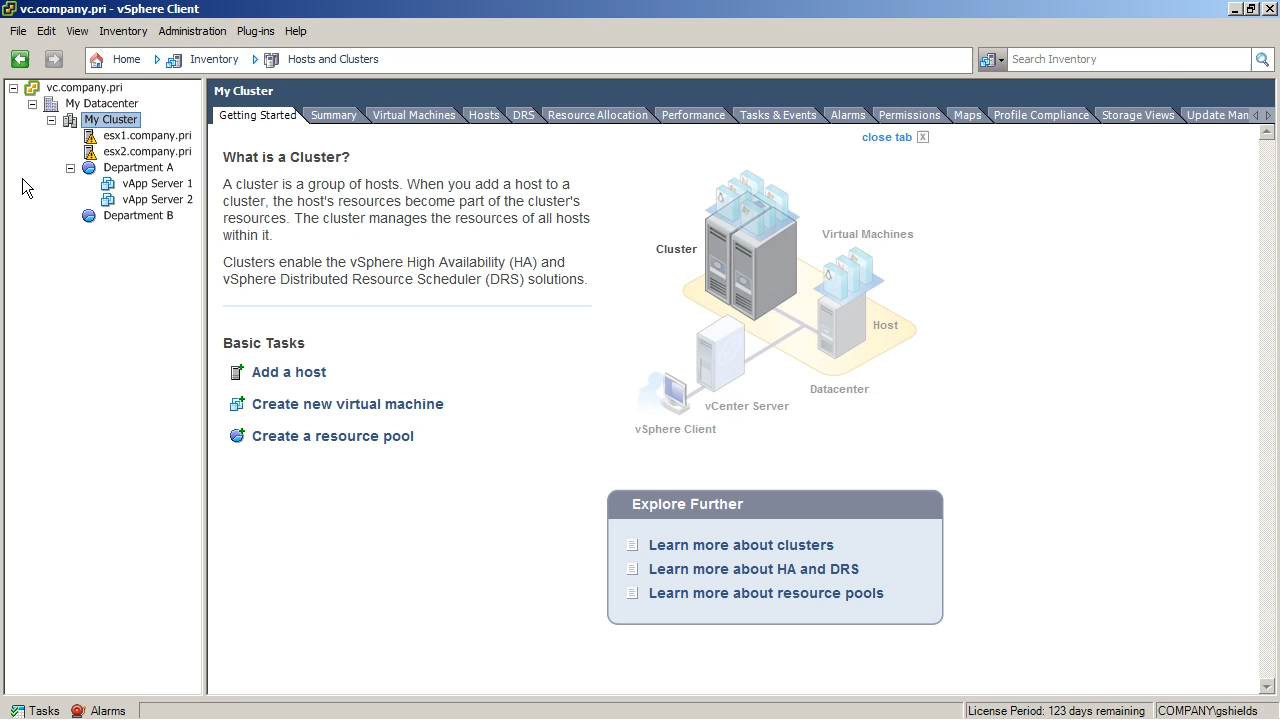 vc.company.pri - vSphere Client
File Edit View Inventory Administration Plug-ins Help
Home Inventory Hosts and Clusters Search Inventory
vc.company.pri
My Datacenter
My Cluster
esx1.company.pri
esx2.company.pri
Department A
vApp Server 1
vApp Server 2
Department B
My Cluster
Getting Started Summary Virtual Machines Hosts DRS Resource Allocation Performance Tasks & Events Alarms Permissions Maps Profile Compliance Storage Views Update Man
close tab X
What is a Cluster?
A cluster is a group of hosts. When you add a host to a
cluster, the host's resources become part of the cluster's
resources. The cluster manages the resources of all hosts
within it.
Clusters enable the vSphere High Availability (HA) and
vSphere Distributed Resource Scheduler (DRS) solutions.
Basic Tasks
Add a host
Create new virtual machine
Create a resource pool
Virtual Machines
Cluster
Host
Datacenter
vCenter Server
vSphere Client
Explore Further
Learn more about clusters
Learn more about HA and DRS
Learn more about resource pools
Tasks Alarms License Period: 123 days remaining COMPANY\gshields